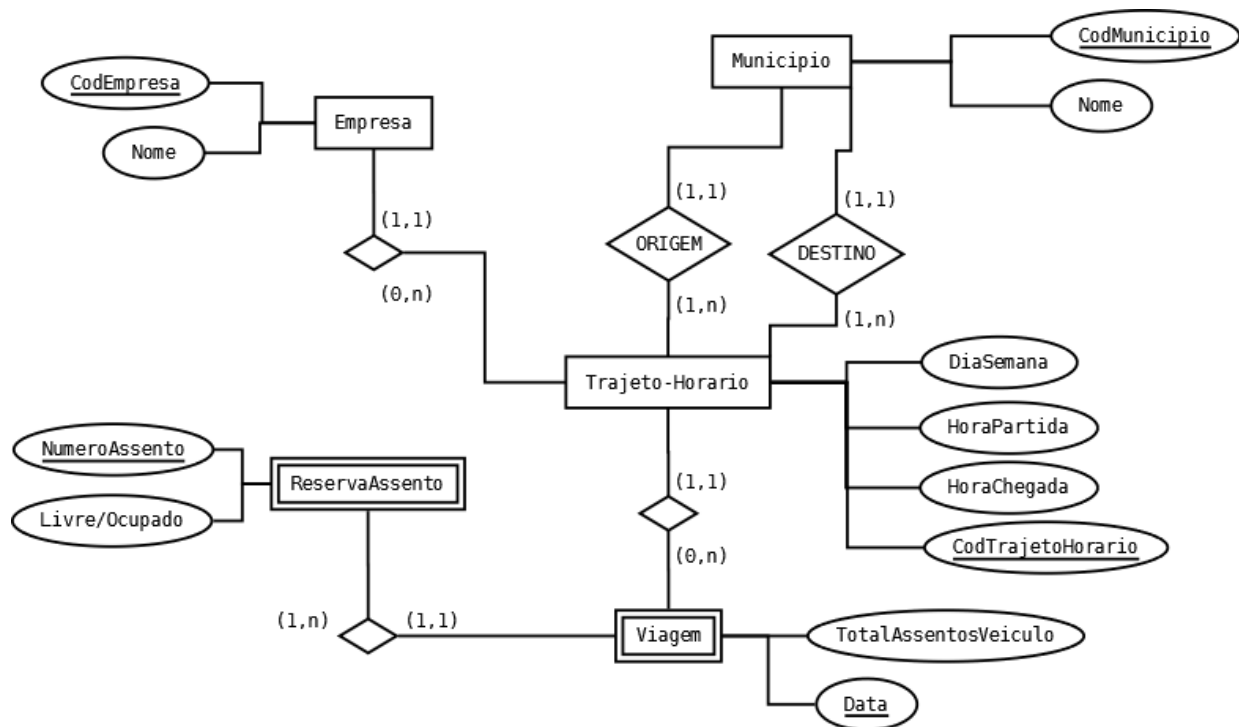 CodMunicipio
Municipio
CodEmpresa
Nome
Empresa
Nome
(1,1)
(1,1)
(1,1)
ORIGEM
DESTINO
(0,n)
(1,n)
(1,n)
DiaSemana
Trajeto-Horario
HoraPartida
NumeroAssento
ReservaAssento
(1,1)
HoraChegada
Livre/Ocupado
CodTrajetoHorario
(0,n)
(1,n)
(1,1)
Viagem
TotalAssentosVeiculo
Data